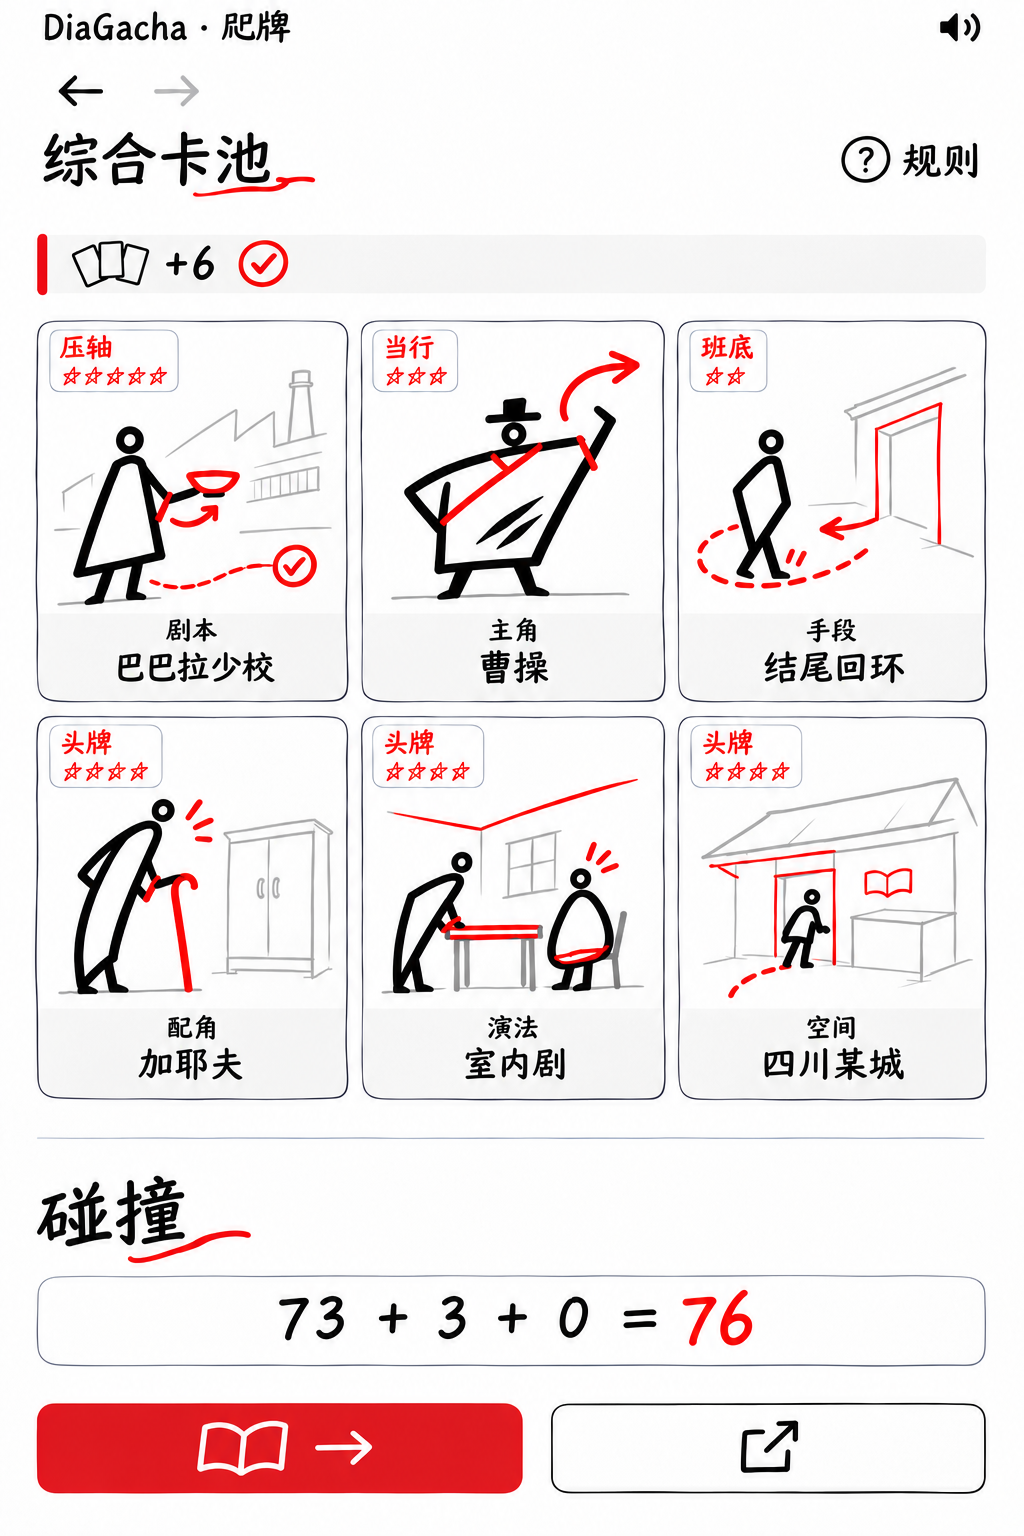 DiaGacha · 戏牌
综合卡池
? 规则
+6
压轴
当行
班底
剧本
巴巴拉少校
主角
曹操
手段
结尾回环
头牌
头牌
头牌
配角
加耶夫
演法
室内剧
空间
四川某城
碰撞
73 + 3 + 0 = 76